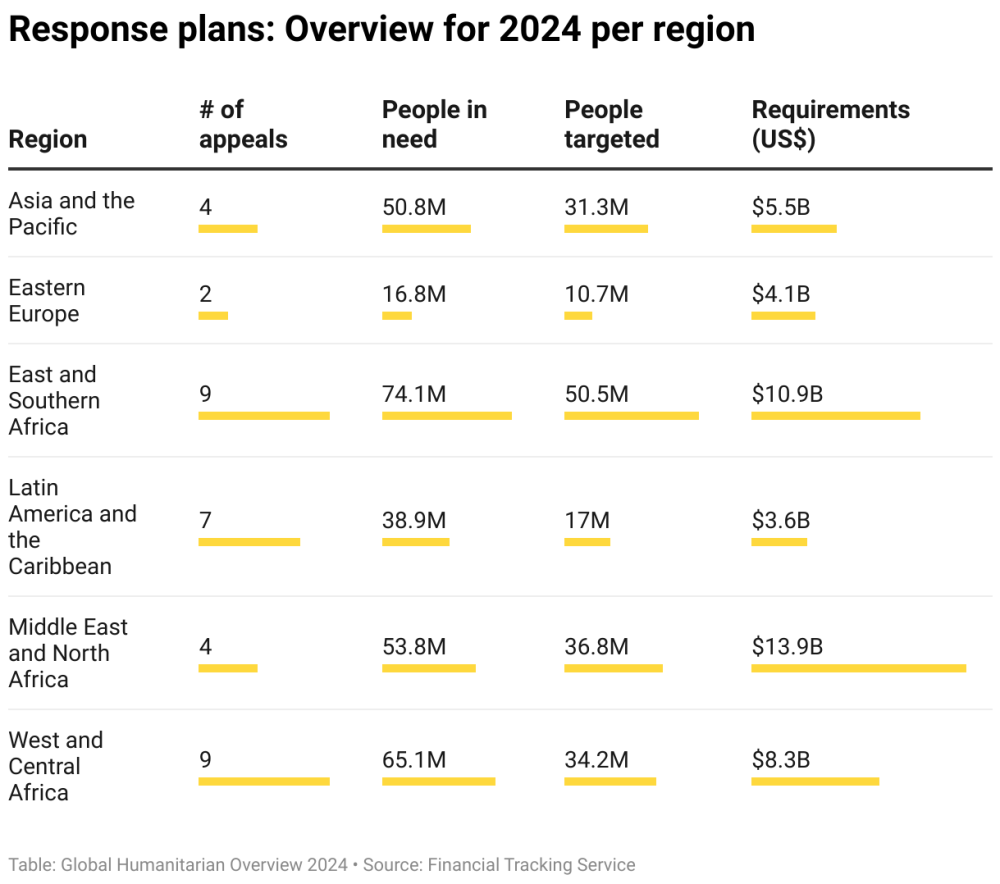 Response plans: Overview for 2024 per region
Region
# of
appeals
People in
need
People
targeted
Requirements
(US$)
Asia and the
Pacific
4
50.8M
31.3M
$5.5B
Eastern
Europe
2
16.8M
10.7M
$4.1B
East and
Southern
Africa
9
74.1M
50.5M
$10.9B
Latin
America and
the
Caribbean
7
38.9M
17M
$3.6B
Middle East
and North
Africa
4
53.8M
36.8M
$13.9B
West and
Central
Africa
9
65.1M
34.2M
$8.3B
Table: Global Humanitarian Overview 2024 • Source: Financial Tracking Service